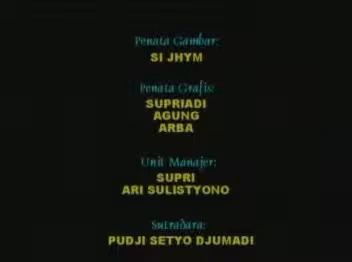 Penata Gambar:
SI JHYM
Penata Grafis:
SUPRIADI
AGUNG
ARBA
Unit Manajer:
SUPRI
ARI SULISTYONO
Sutradara:
PUDJI SETYO DJUMADI